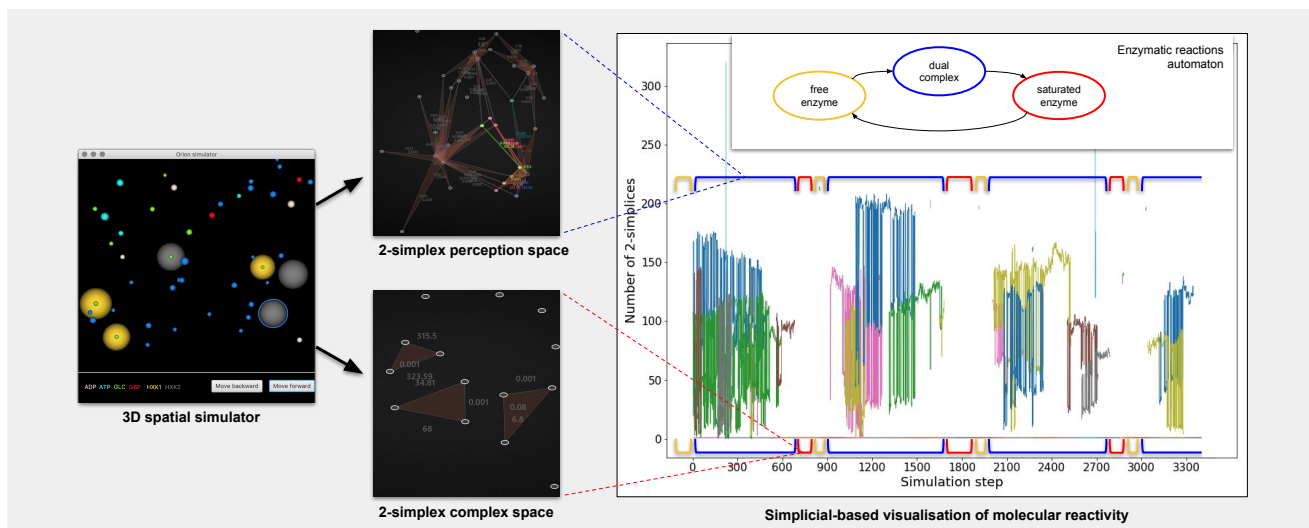 Orion simulator
ADP ATP GLC G6P HXK1 HXK2
Move backward
Move forward
3D spatial simulator
2-simplex perception space
315.5
0.001
323.59
34.81
0.001
0.001
0.08
6.8
68
2-simplex complex space
Enzymatic reactions
automaton
free
enzyme
dual
complex
saturated
enzyme
Number of 2-simplices
300
250
200
150
100
50
0
0 300 600 900 1200 1500 1800 2100 2400 2700 3000 3300
Simulation step
Simplicial-based visualisation of molecular reactivity